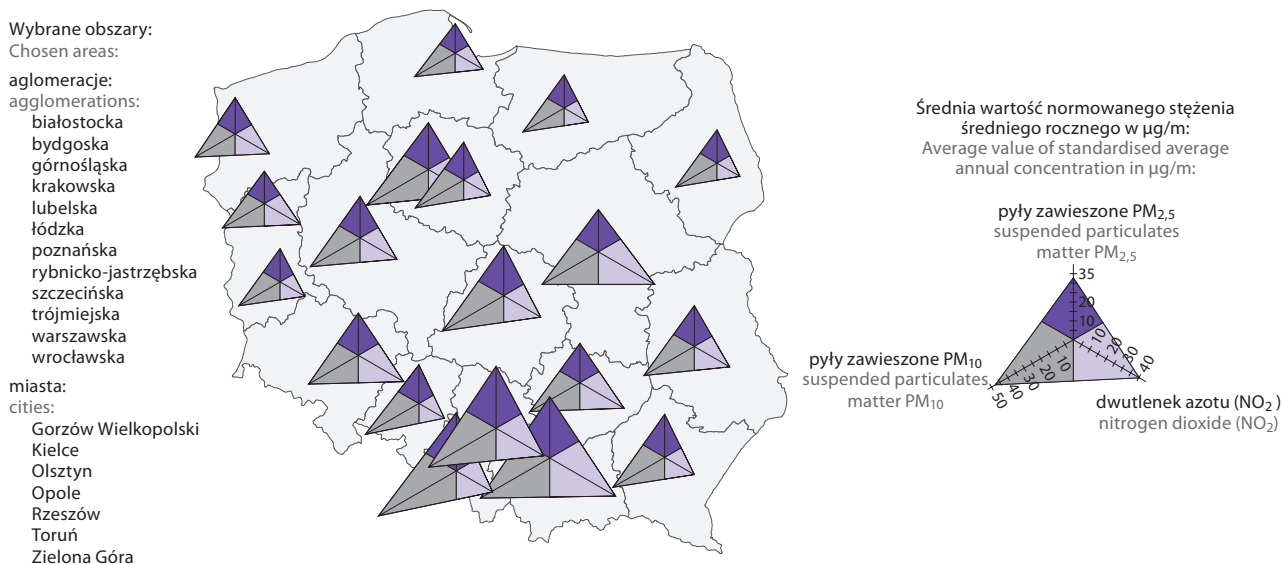 Wybrane obszary:
Chosen areas:
aglomeracje:
agglomerations:
białostocka
bydgoska
górnośląska
krakowska
lubelska
łódzka
poznańska
rybnicko-jastrzębska
szczecińska
trójmiejska
warszawska
wrocławska
miasta:
cities:
Gorzów Wielkopolski
Kielce
Olsztyn
Opole
Rzeszów
Toruń
Zielona Góra
Średnia wartość normowanego stężenia
średniego rocznego w µg/m:
Average value of standardised average
annual concentration in µg/m:
pyły zawieszone PM2,5
suspended particulates
matter PM2,5
35
20
10
10
20
30
40
10
20
30
40
50
pyły zawieszone PM10
suspended particulates
matter PM10
dwutlenek azotu (NO2 )
nitrogen dioxide (NO2)